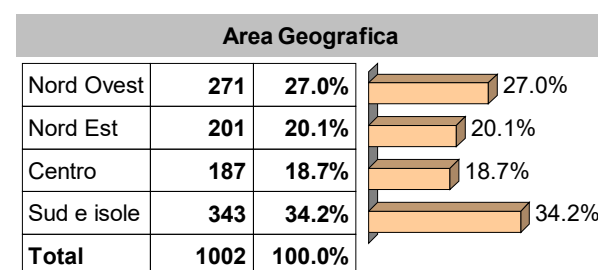 Area Geografica
Nord Ovest 271 27.0% 27.0%
Nord Est 201 20.1% 20.1%
Centro 187 18.7% 18.7%
Sud e isole 343 34.2% 34.2%
Total 1002 100.0%